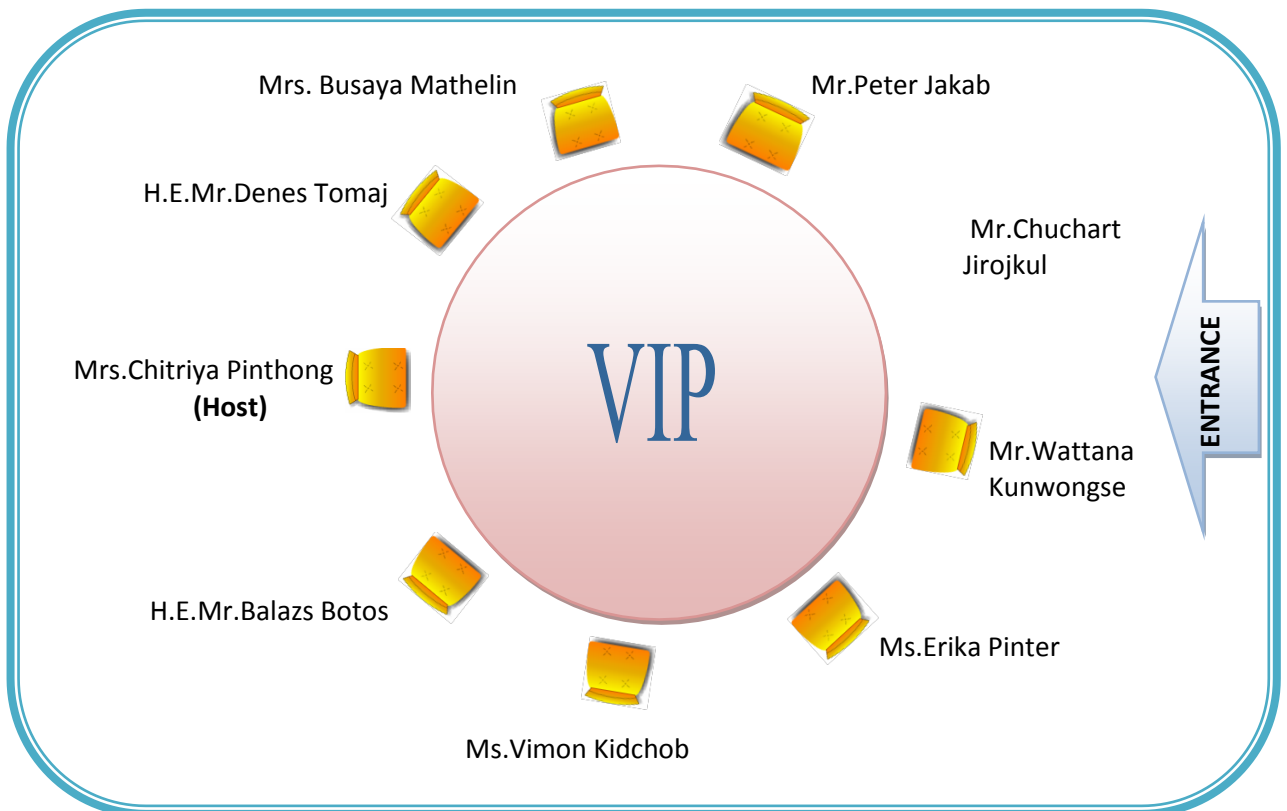 Mrs. Busaya Mathelin
Mr.Peter Jakab
H.E.Mr.Denes Tomaj
Mr.Chuchart
Jirojkul
Mrs.Chitriya Pinthong
(Host)
VIP
ENTRANCE
Mr.Wattana
Kunwongse
H.E.Mr.Balazs Botos
Ms.Erika Pinter
Ms.Vimon Kidchob